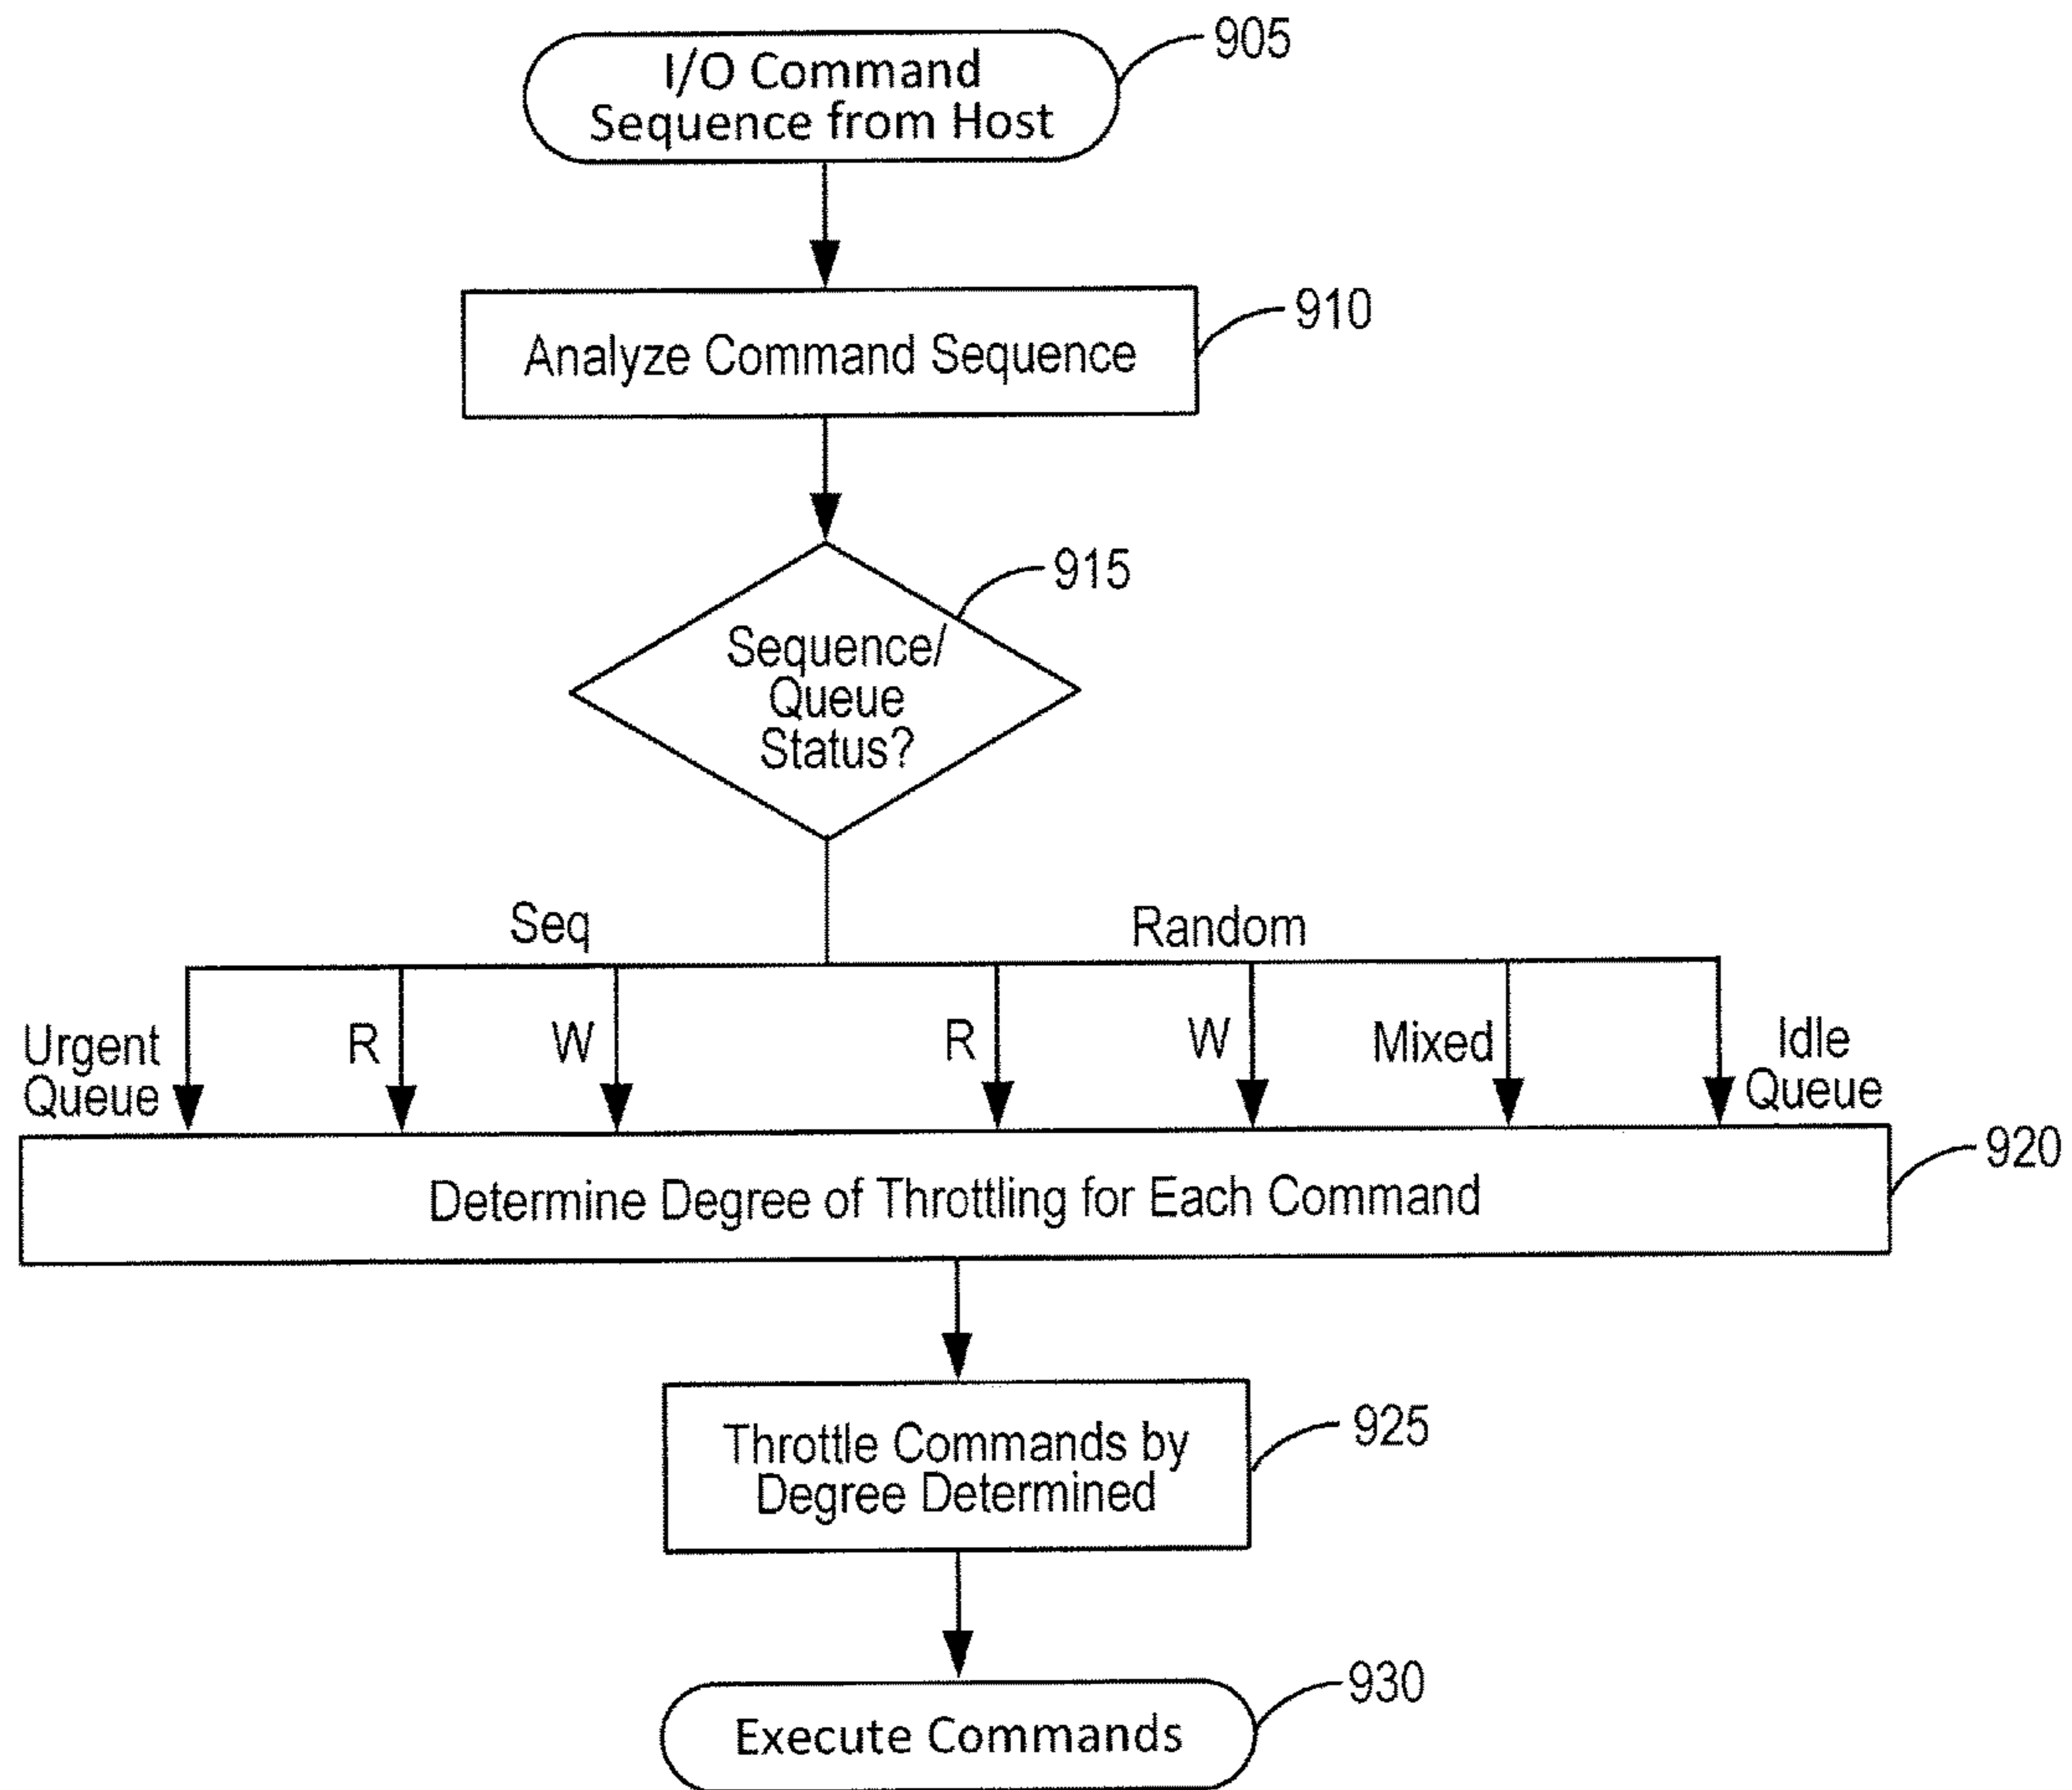 905
I/O Command
Sequence from Host
910
Analyze Command Sequence
915
Sequence/
Queue
Status?
Seq
Random
Urgent
Queue
R
W
R
W
Mixed
Idle
Queue
920
Determine Degree of Throttling for Each Command
925
Throttle Commands by
Degree Determined
930
Execute Commands